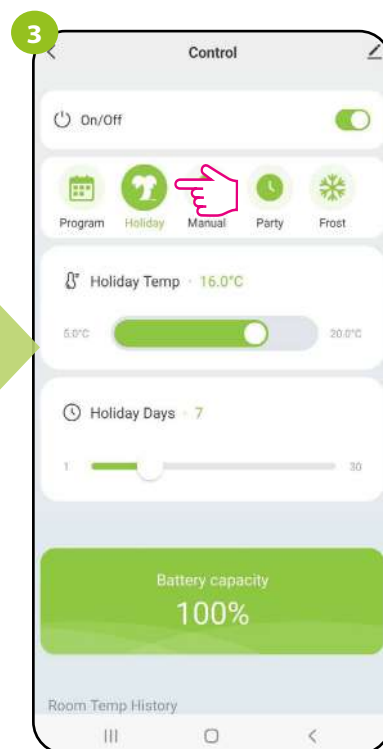 3
Control
On/Off
Program Holiday Manual Party Frost
Holiday Temp · 16.0°C
5.0°C 20.0°C
Holiday Days · 7
1 30
Battery capacity
100%
Room Temp History